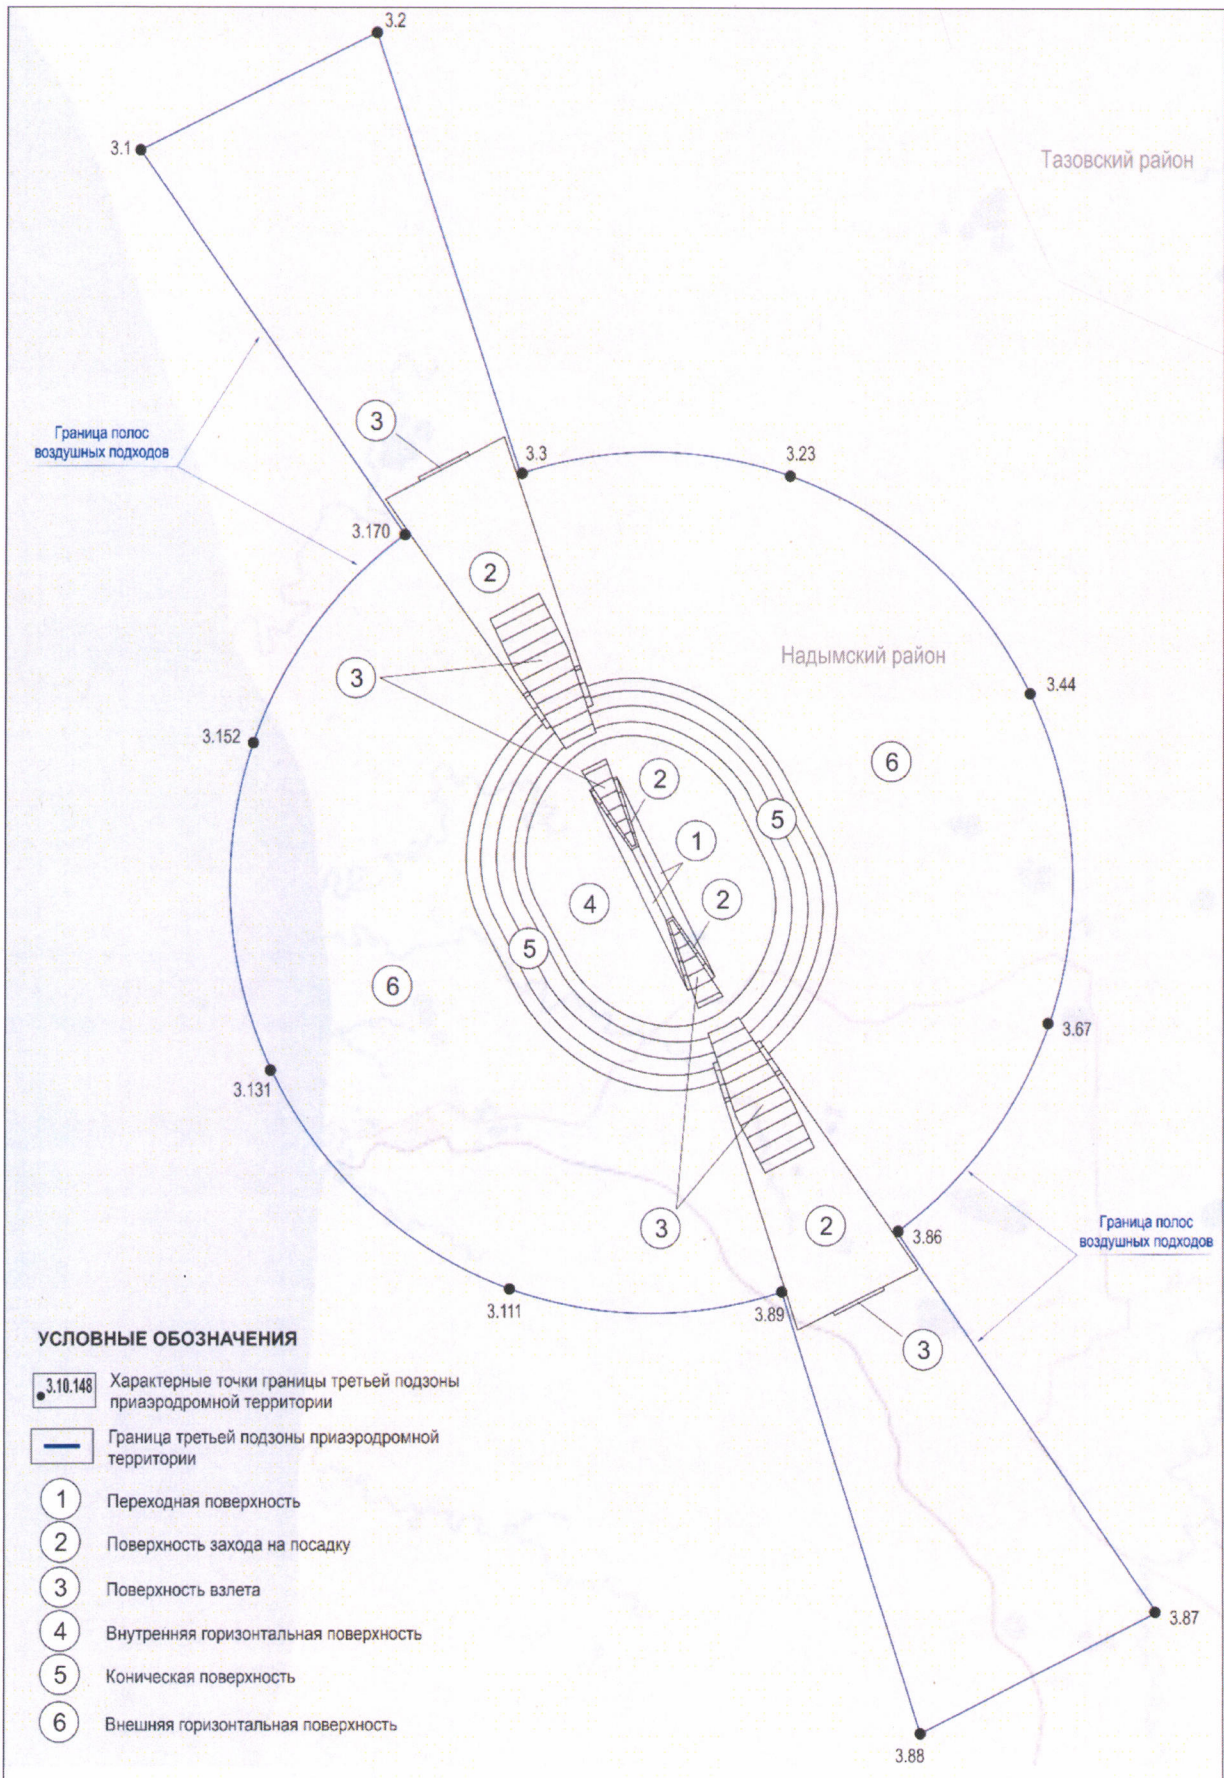 3.2
3.1
Тазовский район
3
Граница полос
воздушных подходов
3.3
3.23
3.170
2
Надымский район
3
3.44
3.152
2
6
5
1
4
2
5
6
3.67
3.131
3
2
3.86
Граница полос
воздушных подходов
3.111
3.89
3
УСЛОВНЫЕ ОБОЗНАЧЕНИЯ
3.10.148 Характерные точки границы третьей подзоны
приаэродромной территории
Граница третьей подзоны приаэродромной
территории
1 Переходная поверхность
2 Поверхность захода на посадку
3 Поверхность взлета
4 Внутренняя горизонтальная поверхность
5 Коническая поверхность
6 Внешняя горизонтальная поверхность
3.87
3.88